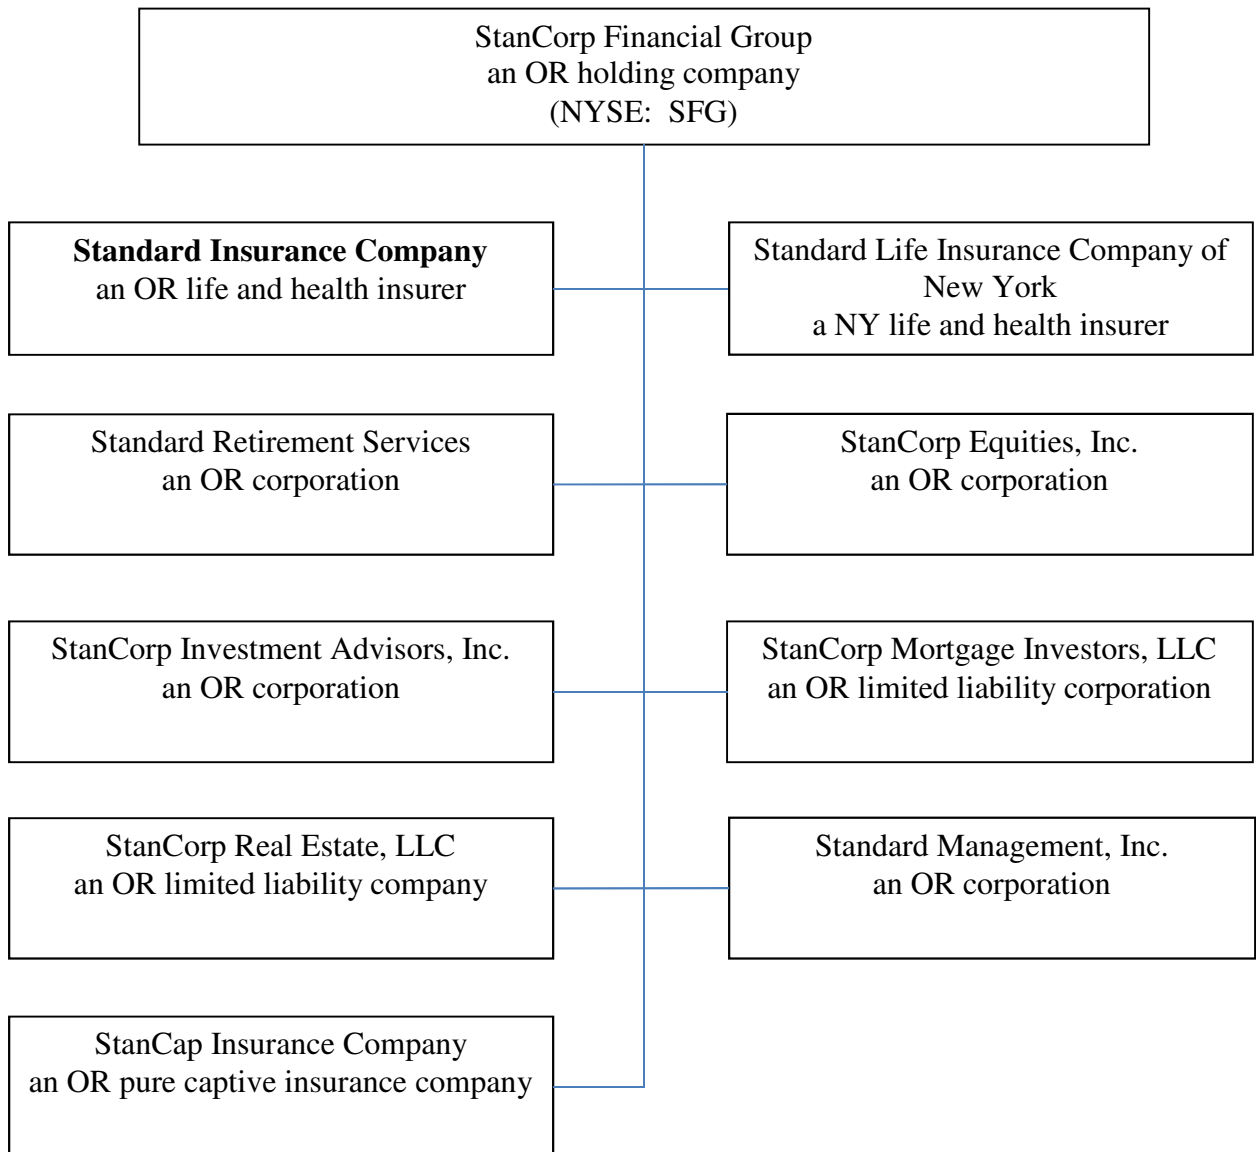 StanCorp Financial Group
an OR holding company
(NYSE:  SFG)
Standard Insurance Company
an OR life and health insurer
Standard Life Insurance Company of
New York
a NY life and health insurer
Standard Retirement Services
an OR corporation
StanCorp Equities, Inc.
an OR corporation
StanCorp Investment Advisors, Inc.
an OR corporation
StanCorp Mortgage Investors, LLC
an OR limited liability corporation
StanCorp Real Estate, LLC
an OR limited liability company
Standard Management, Inc.
an OR corporation
StanCap Insurance Company
an OR pure captive insurance company